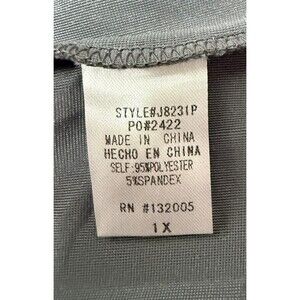 STYLE#J8231P
PO#2422
MADE IN CHINA
HECHO EN CHINA
SELF:95%POLYESTER
5%SPANDEX
RN #132005
1X